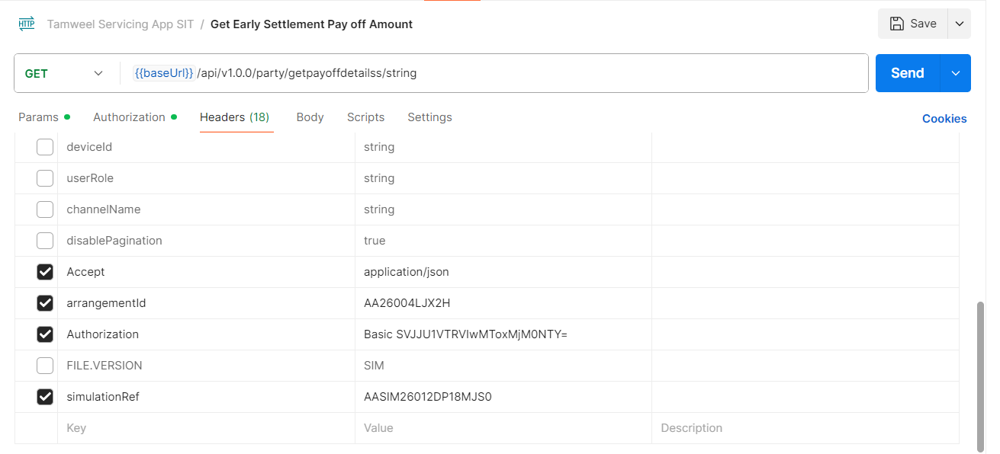 HTTP Tamweel Servicing App SIT / Get Early Settlement Pay off Amount Save
GET {{baseUrl}} /api/v1.0.0/party/getpayoffdetailss/string Send
Params Authorization Headers (18) Body Scripts Settings Cookies
deviceId string
userRole string
channelName string
disablePagination true
Accept application/json
arrangementId AA26004LJX2H
Authorization Basic SVJJU1VTRVIwMToxMjM0NTY=
FILE.VERSION SIM
simulationRef AASIM26012DP18MJS0
Key Value Description